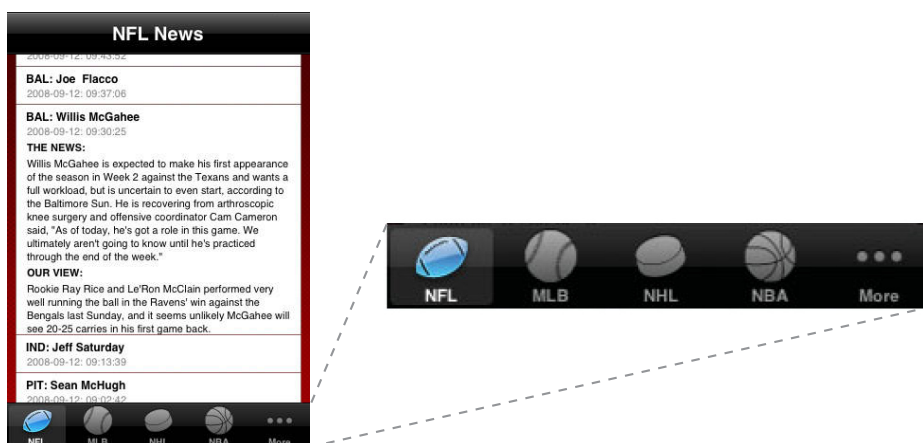 NFL News
2008-09-12: 09:43:52
BAL: Joe Flacco
2008-09-12: 09:37:06
BAL: Willis McGahee
2008-09-12: 09:30:25
THE NEWS:
Willis McGahee is expected to make his first appearance
of the season in Week 2 against the Texans and wants a
full workload, but is uncertain to even start, according to
the Baltimore Sun. He is recovering from arthroscopic
knee surgery and offensive coordinator Cam Cameron
said, "As of today, he's got a role in this game. We
ultimately aren't going to know until he's practiced
through the end of the week."
OUR VIEW:
Rookie Ray Rice and Le'Ron McClain performed very
well running the ball in the Ravens' win against the
Bengals last Sunday, and it seems unlikely McGahee will
see 20-25 carries in his first game back.
IND: Jeff Saturday
2008-09-12: 09:13:39
PIT: Sean McHugh
2008-09-12: 09:02:42
NFL MLB NHL NBA More
NFL MLB NHL NBA More